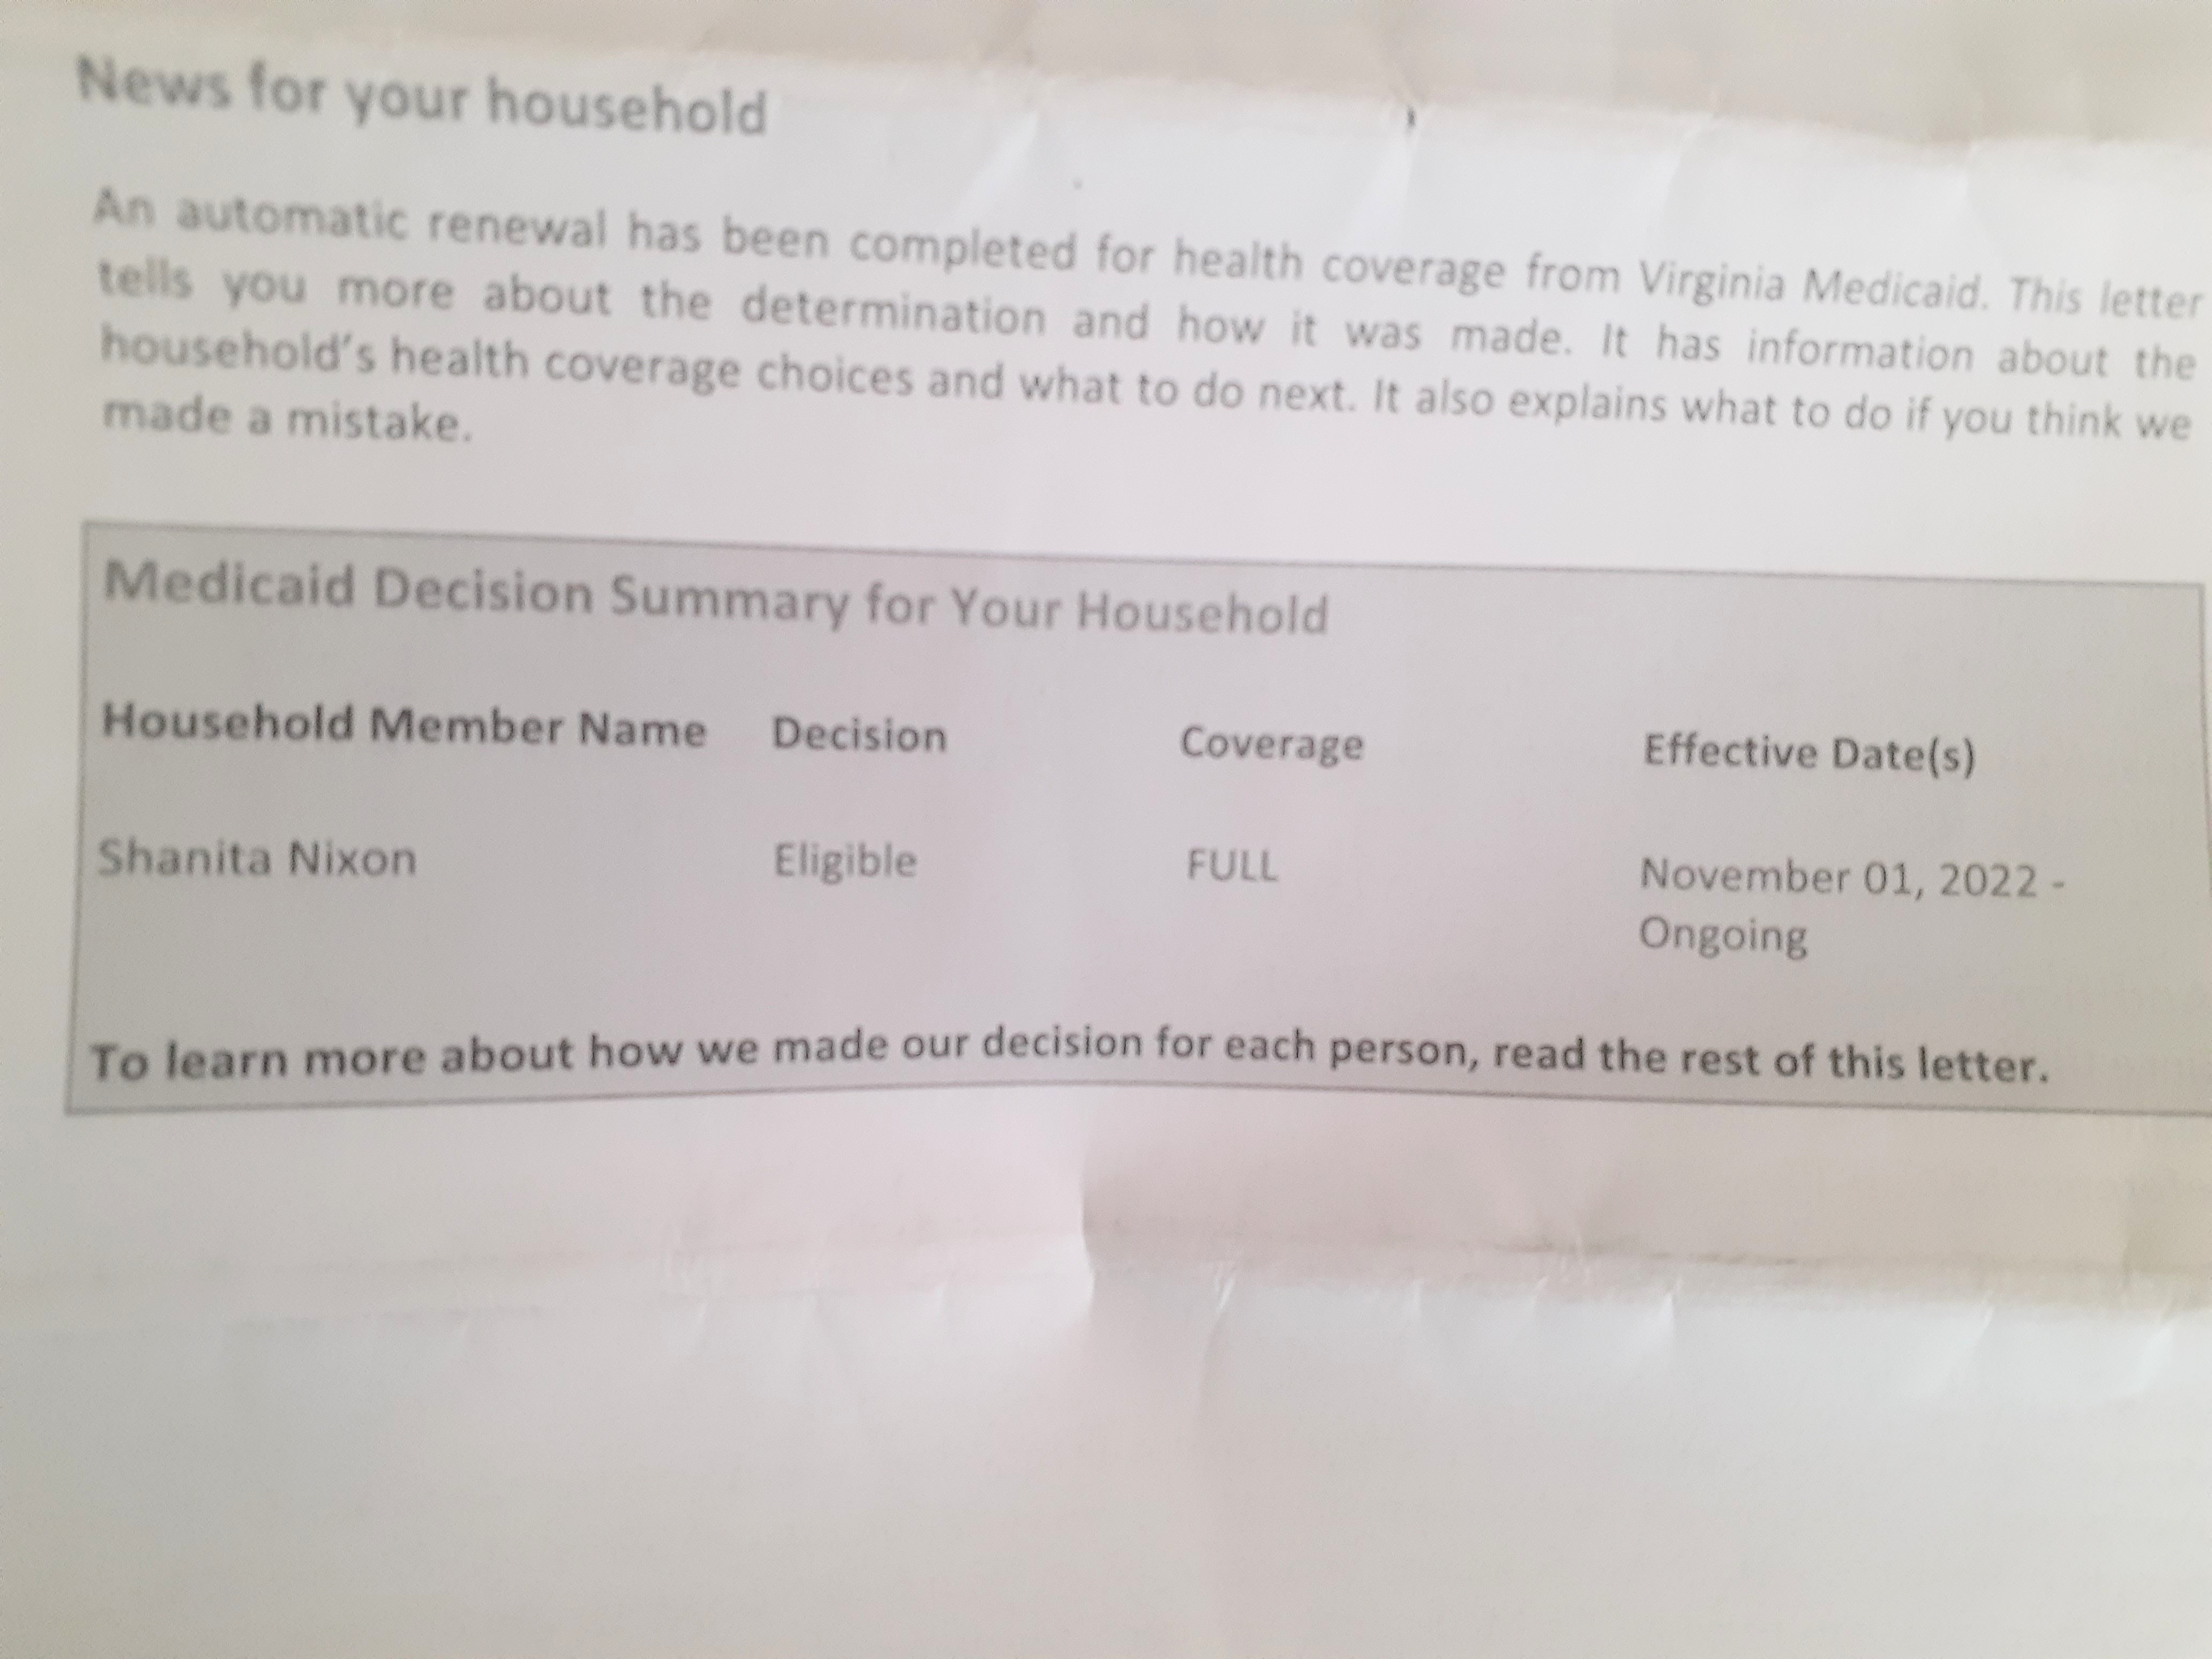 News for your household
An automatic renewal has been completed for health coverage from Virginia Medicaid. This letter
tells you more about the determination and how it was made. It has information about the
household's health coverage choices and what to do next. It also explains what to do if you think we
made a mistake.
Medicaid Decision Summary for Your Household
Household Member Name Decision Coverage Effective Date(s)
Shanita Nixon Eligible FULL November 01, 2022 -
Ongoing
To learn more about how we made our decision for each person, read the rest of this letter.